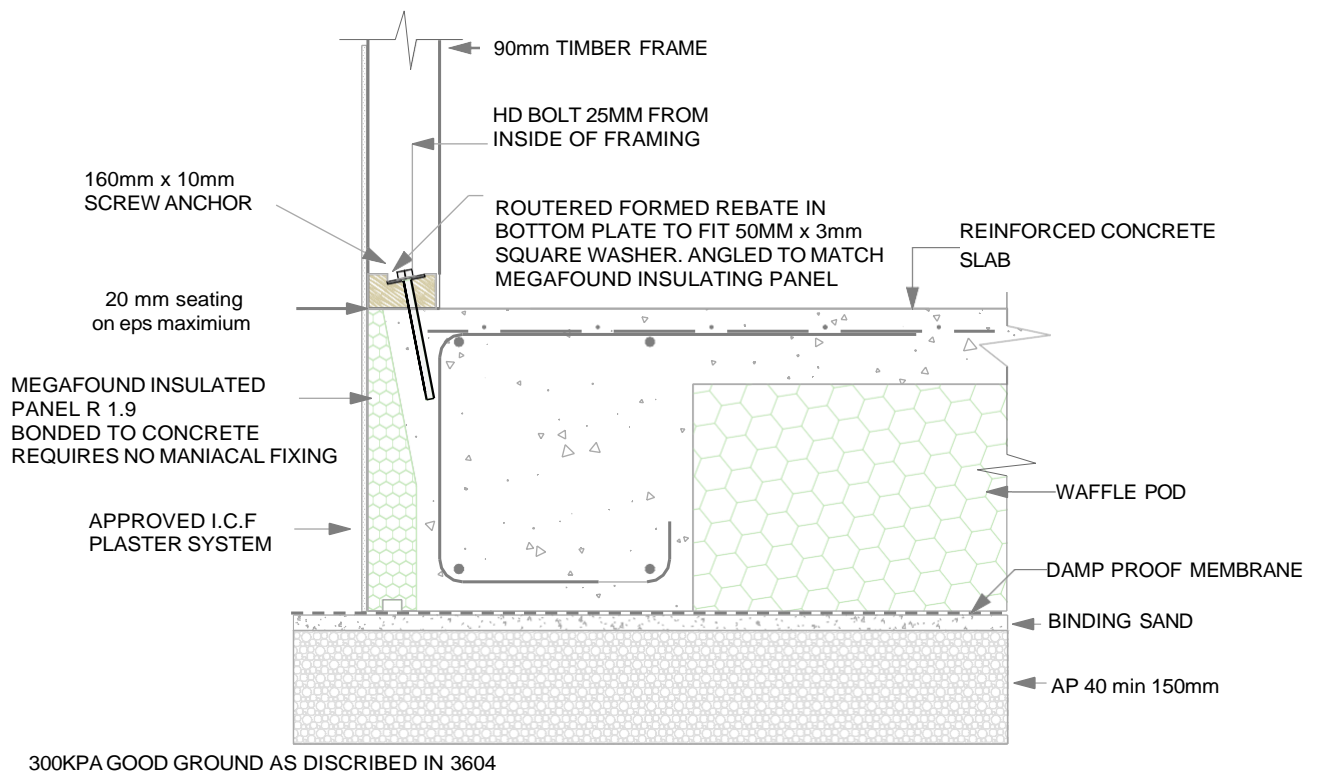 90mm TIMBER FRAME
HD BOLT 25MM FROM
INSIDE OF FRAMING
160mm x 10mm
SCREW ANCHOR
ROUTERED FORMED REBATE IN
BOTTOM PLATE TO FIT 50MM x 3mm
SQUARE WASHER. ANGLED TO MATCH
MEGAFOUND INSULATING PANEL
REINFORCED CONCRETE
SLAB
20 mm seating
on eps maximium
MEGAFOUND INSULATED
PANEL R 1.9
BONDED TO CONCRETE
REQUIRES NO MANIACAL FIXING
WAFFLE POD
APPROVED I.C.F
PLASTER SYSTEM
DAMP PROOF MEMBRANE
BINDING SAND
AP 40 min 150mm
300KPA GOOD GROUND AS DISCRIBED IN 3604